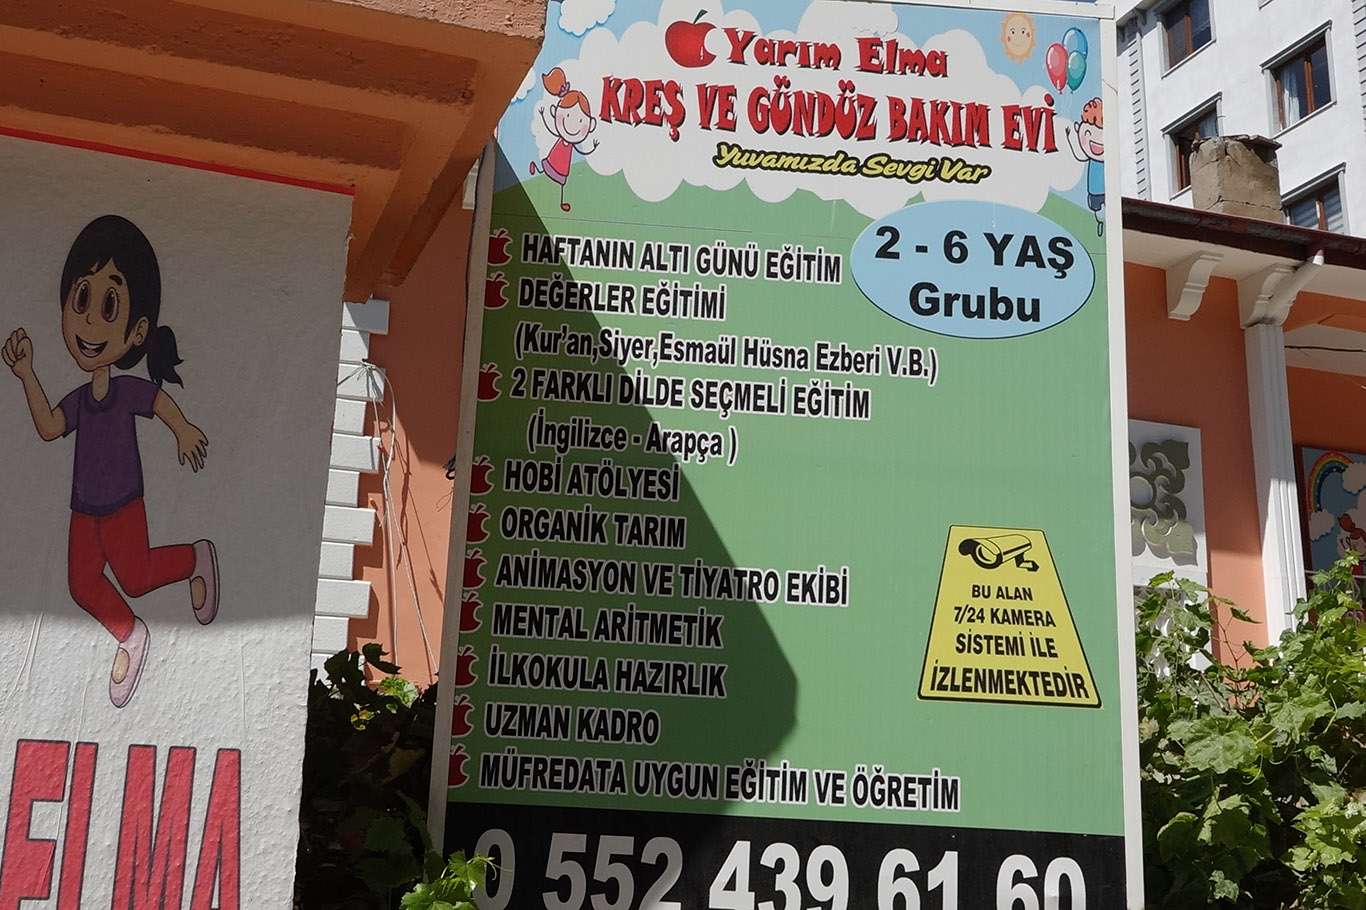 Yarım Elma
KREŞ VE GÜNDÜZ BAKIM EVİ
Yuvamızda Sevgi Var
2 - 6 YAŞ
Grubu
HAFTANIN ALTI GÜNÜ EĞİTİM
DEĞERLER EĞİTİMİ
(Kur'an,Siyer,Esmaül Hüsna Ezberi V.B.)
2 FARKLI DİLDE SEÇMELİ EĞİTİM
(İngilizce - Arapça )
HOBİ ATÖLYESİ
ORGANİK TARIM
ANİMASYON VE TİYATRO EKİBİ
MENTAL ARİTMETİK
İLKOKULA HAZIRLIK
UZMAN KADRO
MÜFREDATA UYGUN EĞİTİM VE ÖĞRETİM
BU ALAN
7/24 KAMERA
SİSTEMİ İLE
İZLENMEKTEDİR
0 552 439 61 60
ELMA